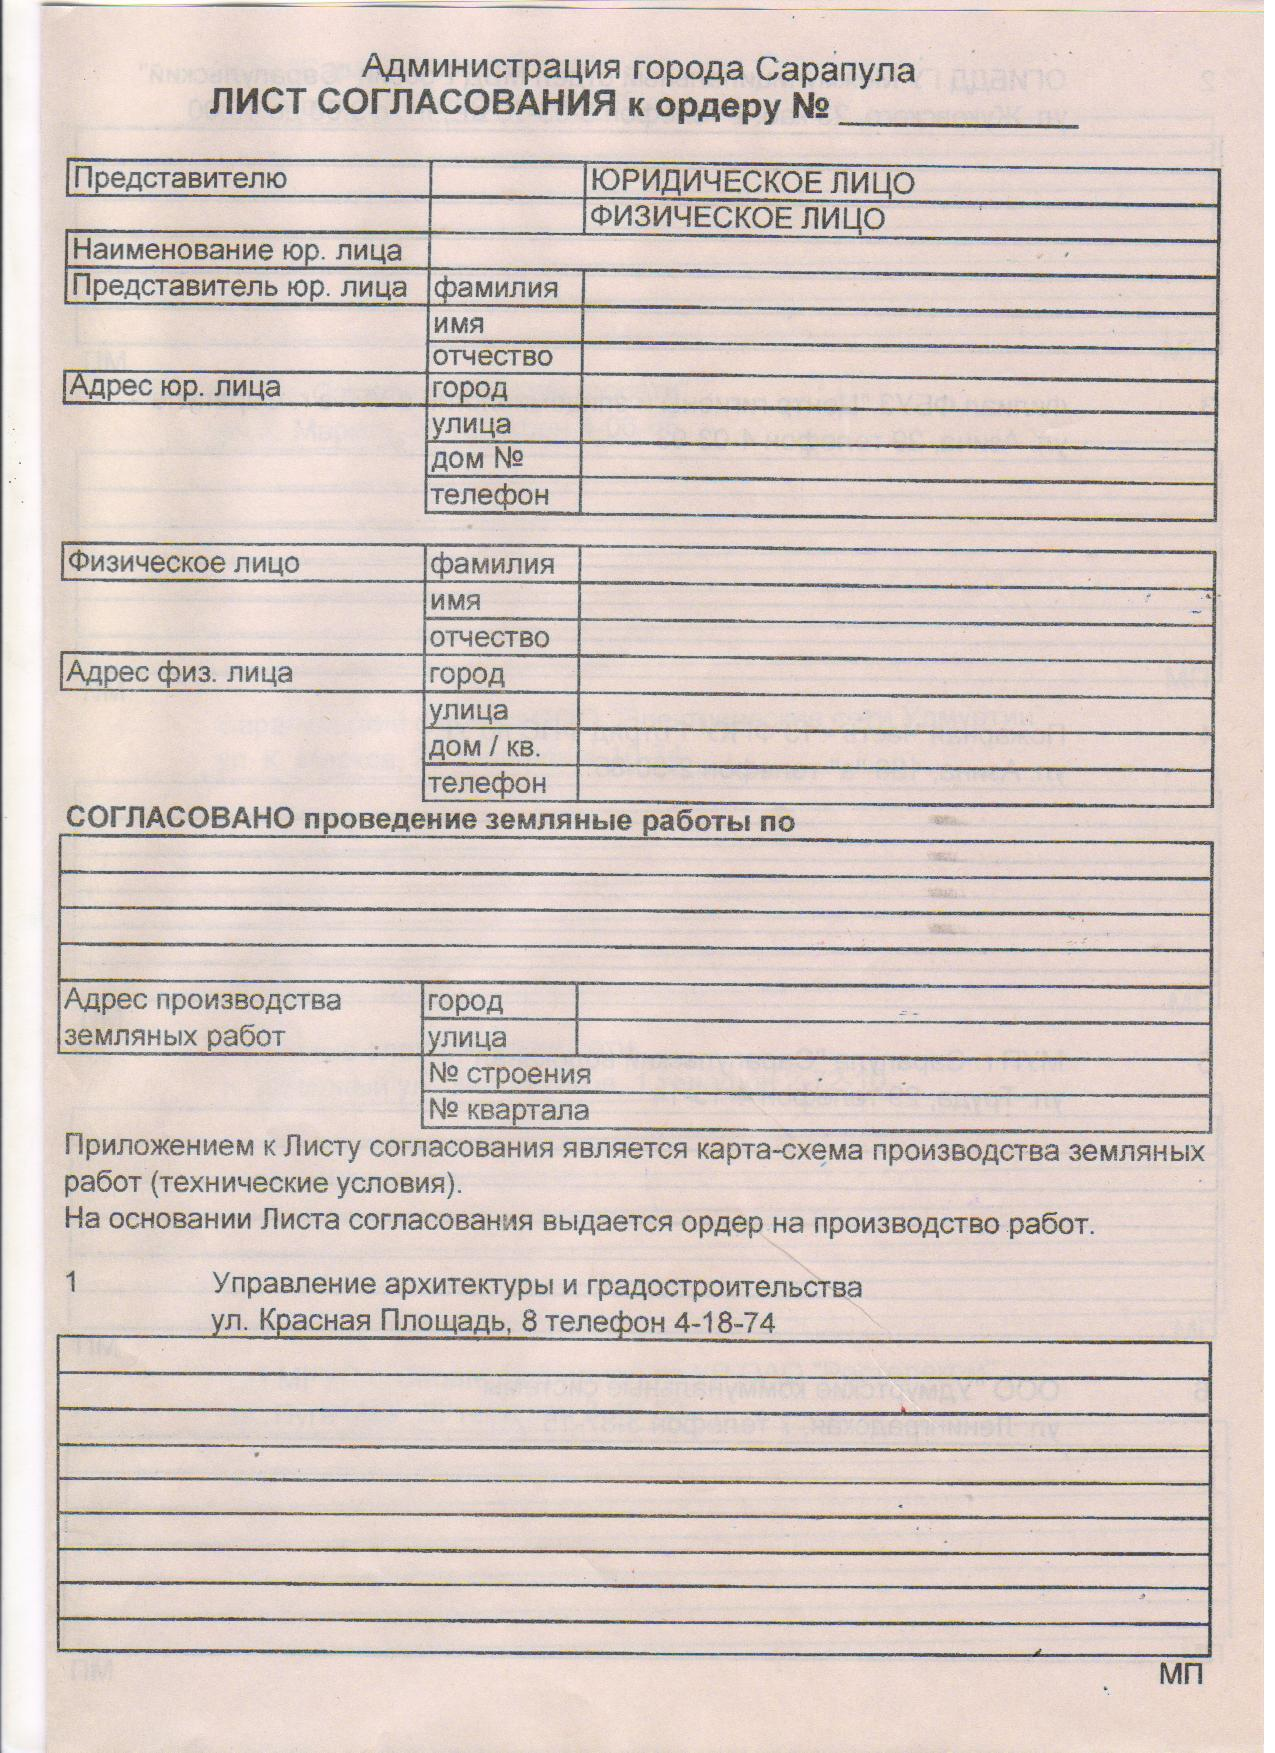 Администрация города Сарапула
ЛИСТ СОГЛАСОВАНИЯ к ордеру № ____________
Представителю ЮРИДИЧЕСКОЕ ЛИЦО
ФИЗИЧЕСКОЕ ЛИЦО
Наименование юр. лица
Представитель юр. лица фамилия
имя
отчество
Адрес юр. лица город
улица
дом №
телефон
Физическое лицо фамилия
имя
отчество
Адрес физ. лица город
улица
дом / кв.
телефон
СОГЛАСОВАНО проведение земляные работы по
Адрес производства город
земляных работ улица
№ строения
№ квартала
Приложением к Листу согласования является карта-схема производства земляных
работ (технические условия).
На основании Листа согласования выдается ордер на производство работ.
1 Управление архитектуры и градостроительства
ул. Красная Площадь, 8 телефон 4-18-74
МП